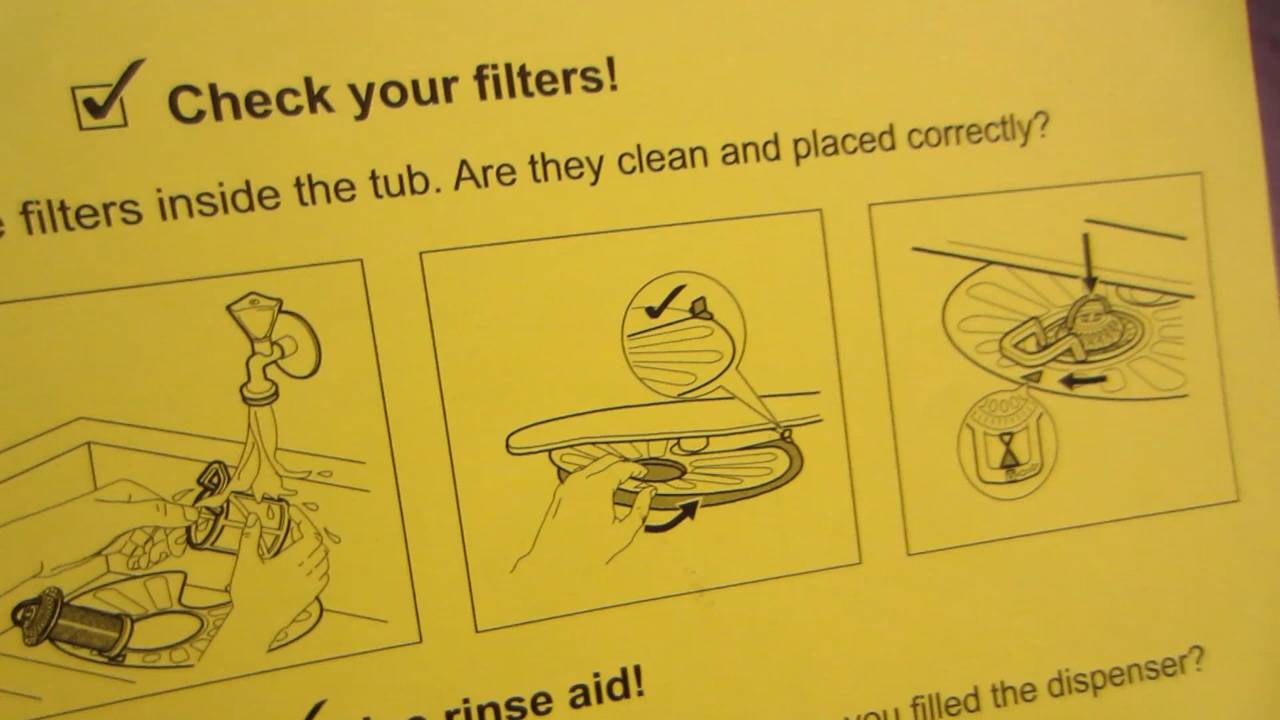 Check your filters!
filters inside the tub. Are they clean and placed correctly?
rinse aid!
you filled the dispenser?